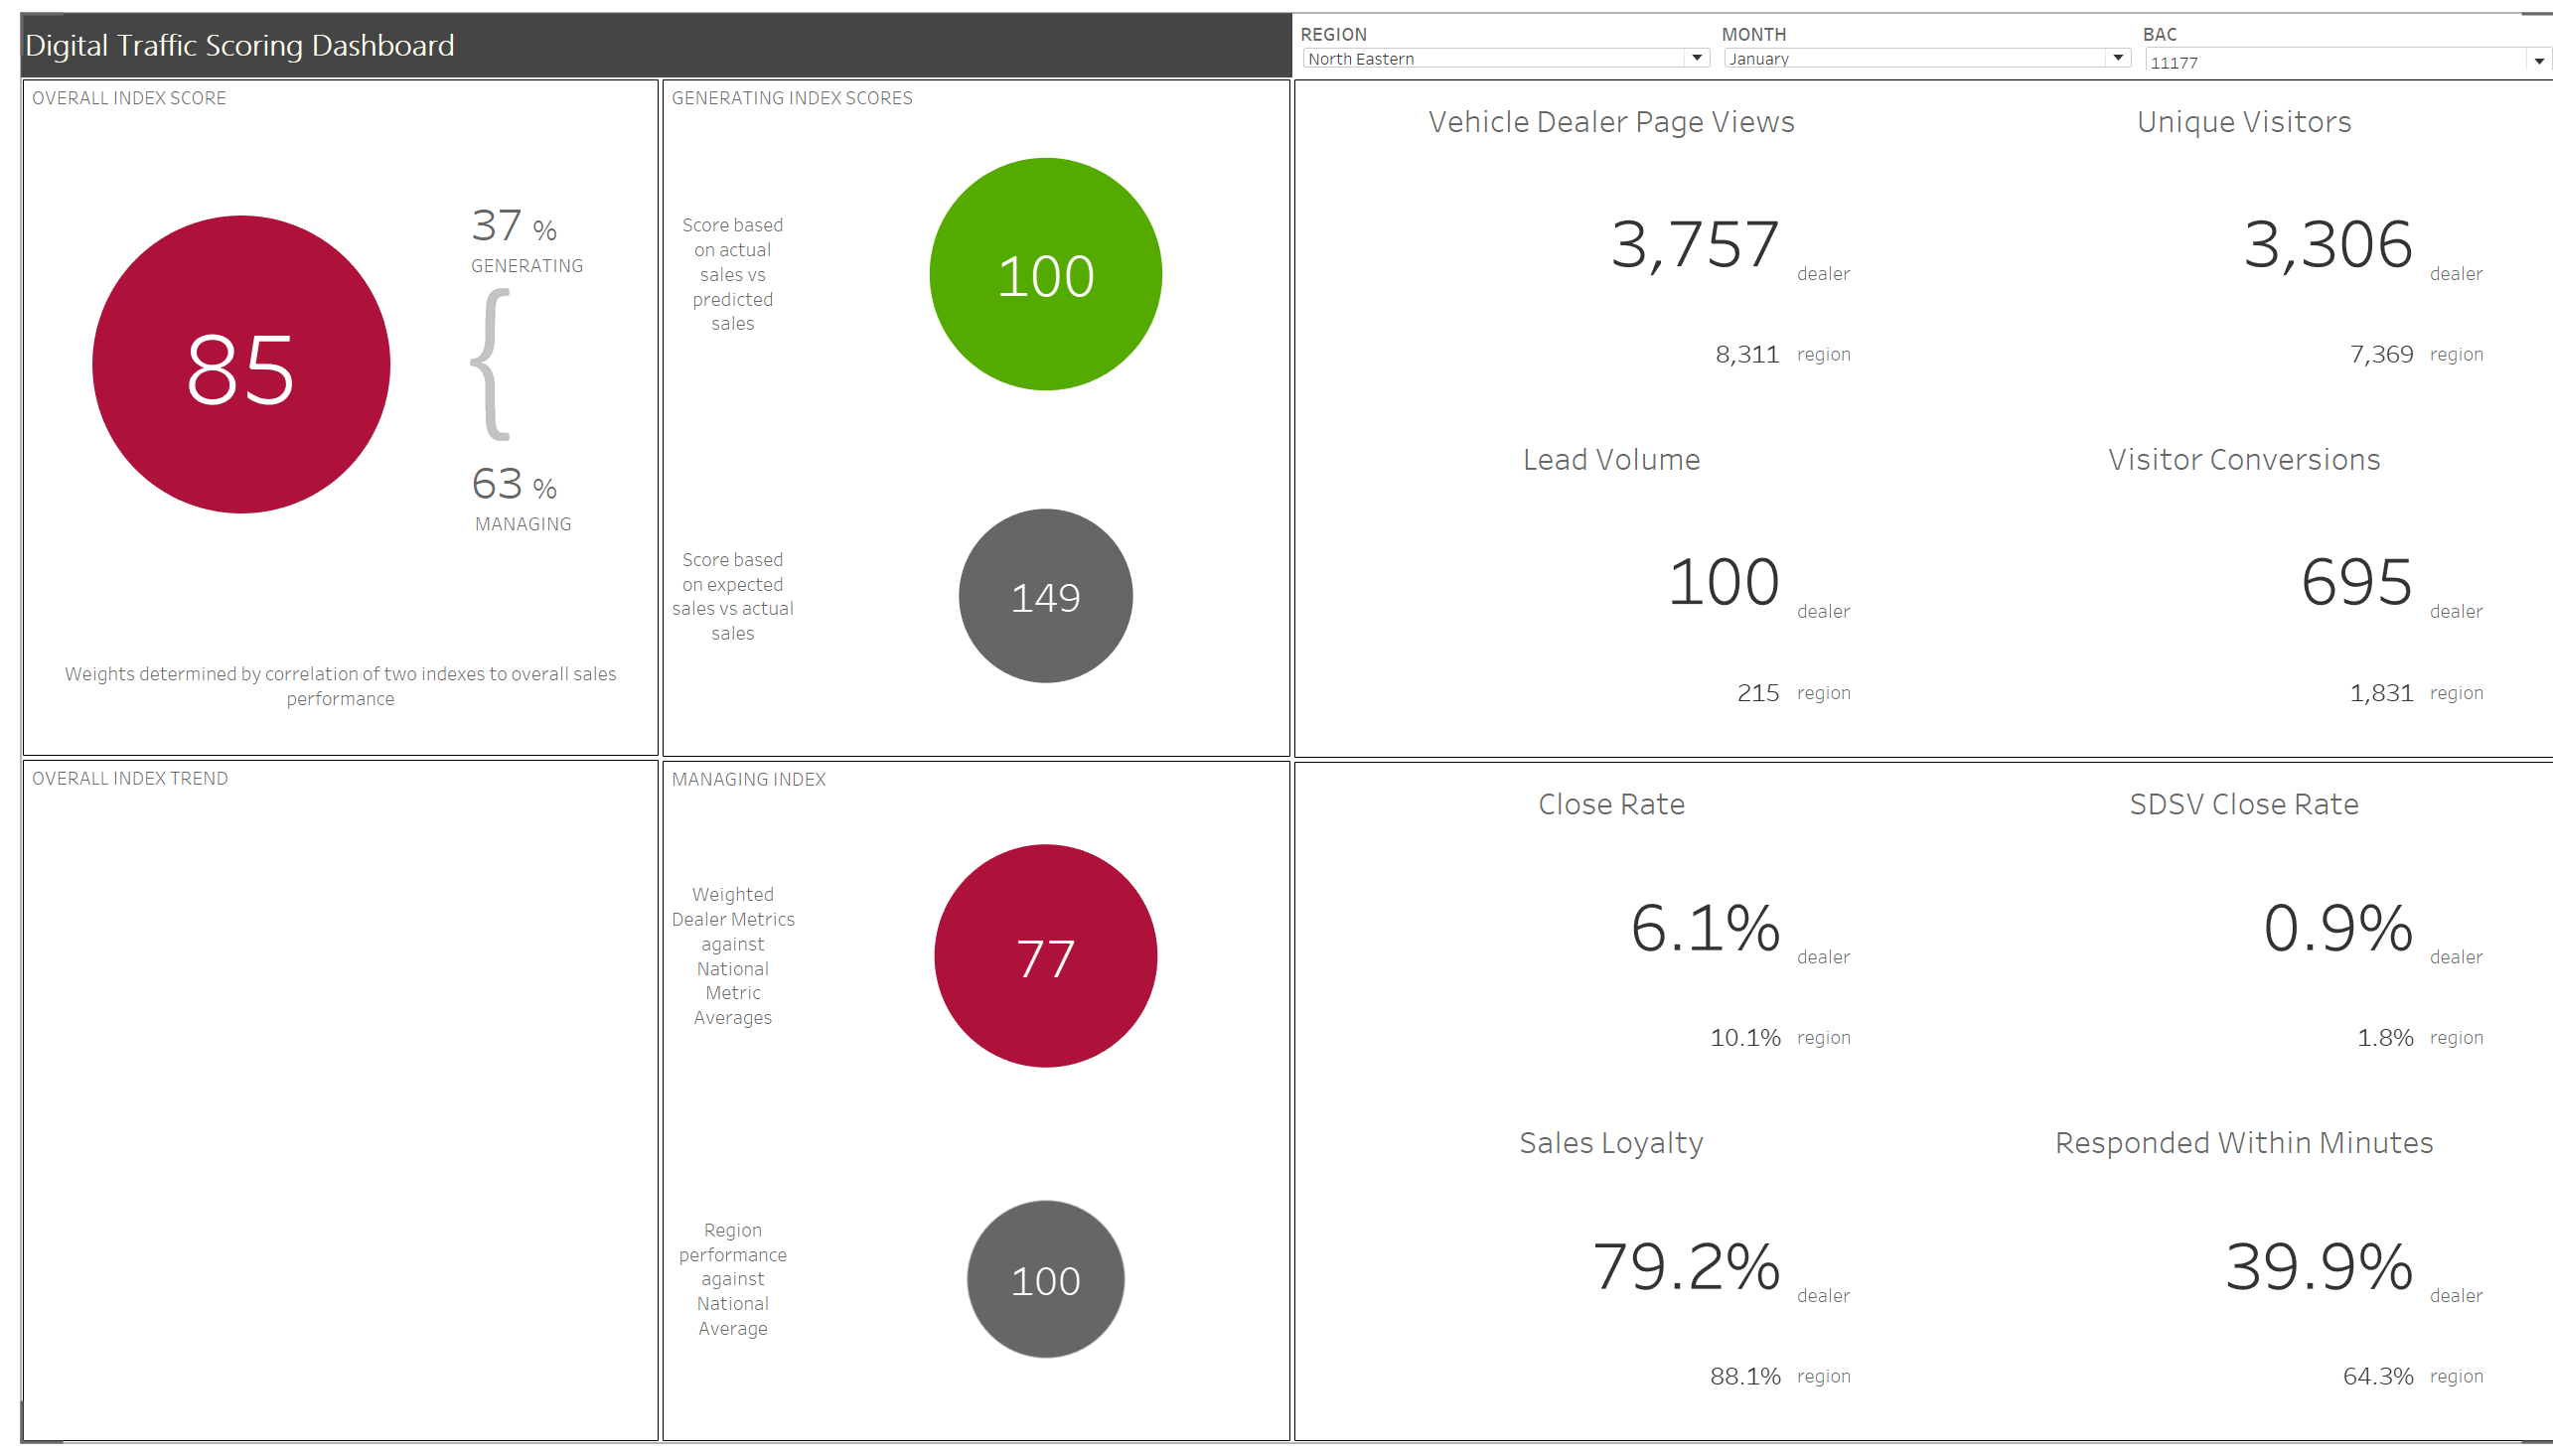 Digital Traffic Scoring Dashboard
REGION
North Eastern
MONTH
January
BAC
11177
OVERALL INDEX SCORE
85
37 %
GENERATING
{
63 %
MANAGING
Weights determined by correlation of two indexes to overall sales
performance
GENERATING INDEX SCORES
Score based
on actual
sales vs
predicted
sales
100
Score based
on expected
sales vs actual
sales
149
Vehicle Dealer Page Views
3,757 dealer
8,311 region
Unique Visitors
3,306 dealer
7,369 region
Lead Volume
100 dealer
215 region
Visitor Conversions
695 dealer
1,831 region
OVERALL INDEX TREND
MANAGING INDEX
Weighted
Dealer Metrics
against
National
Metric
Averages
77
Region
performance
against
National
Average
100
Close Rate
6.1% dealer
10.1% region
SDSV Close Rate
0.9% dealer
1.8% region
Sales Loyalty
79.2% dealer
88.1% region
Responded Within Minutes
39.9% dealer
64.3% region